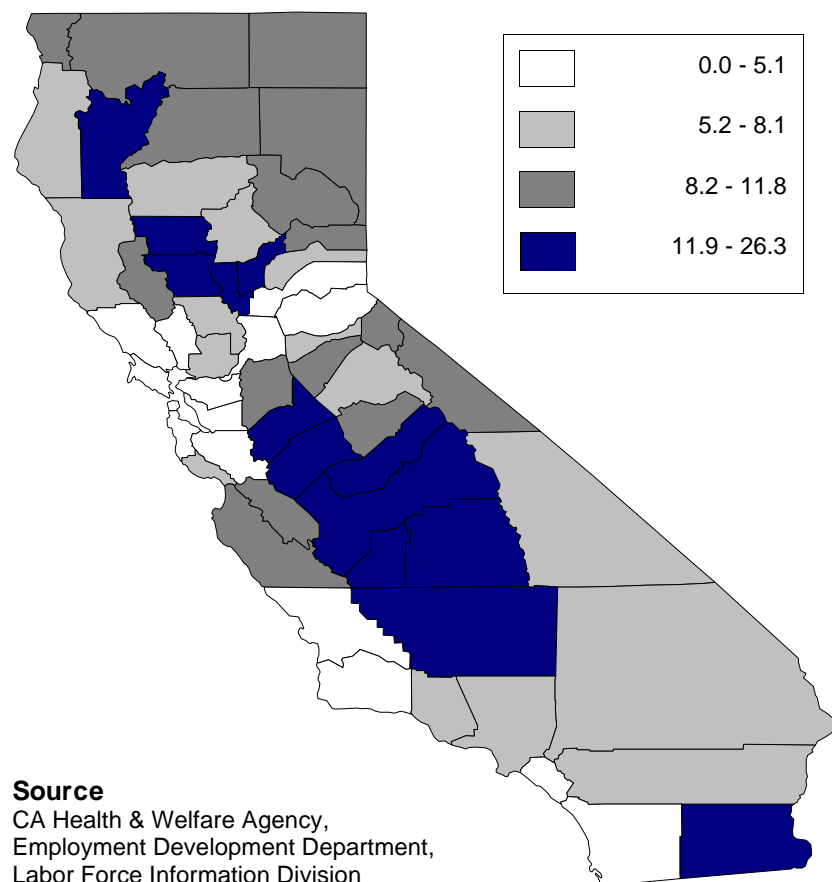 0.0 - 5.1
5.2 - 8.1
8.2 - 11.8
11.9 - 26.3
Source
CA Health & Welfare Agency,
Employment Development Department,
Labor Force Information Division